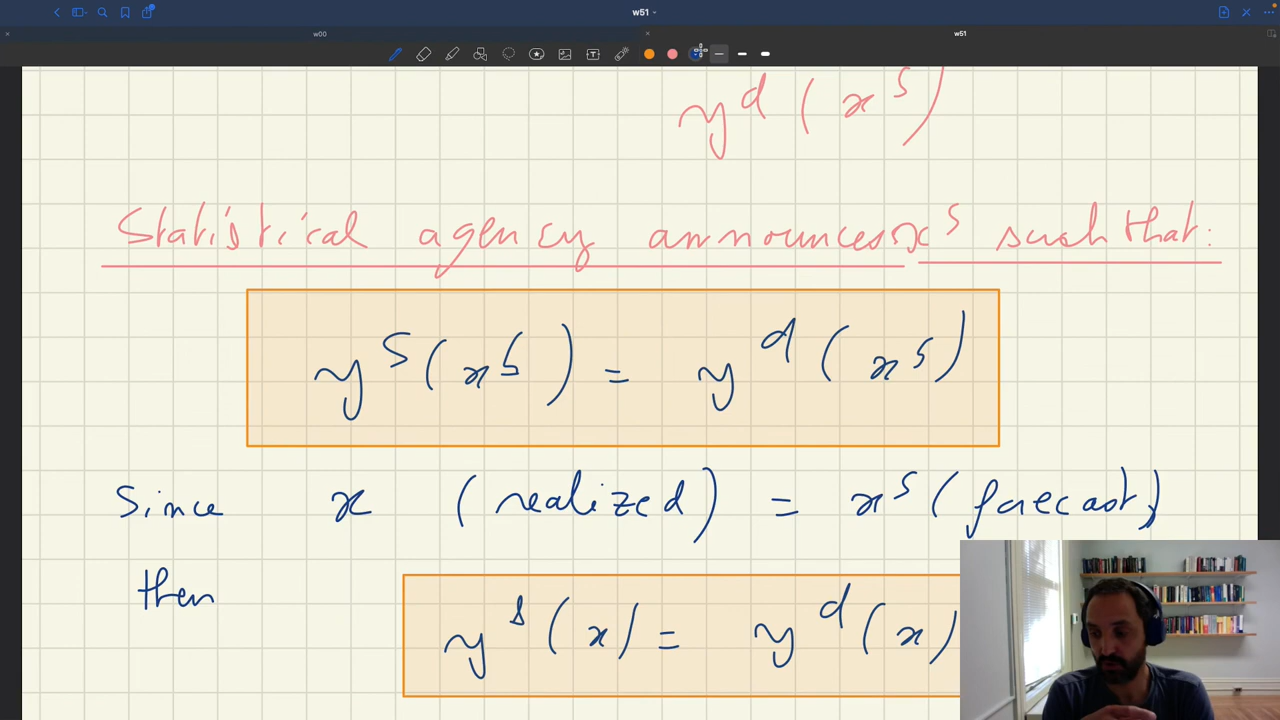 w51
w00
w51
y^d (x^s)
Statistical agency announces x^s such that:
y^s (x^s) = y^d (x^s)
Since x (realized) = x^s (forecast)
then y^s (x) = y^d (x)